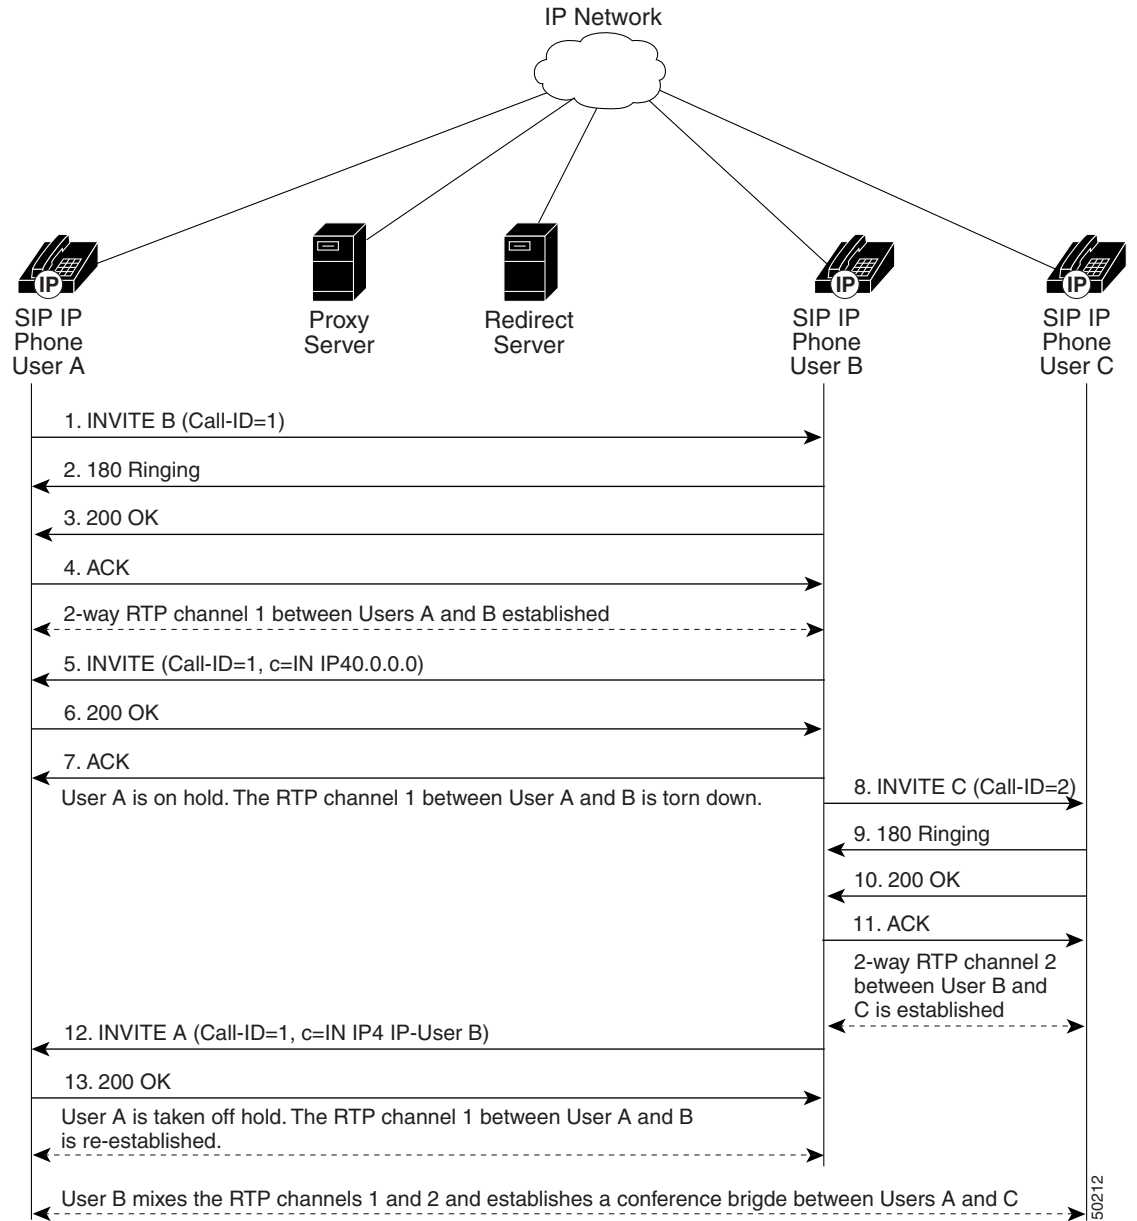 IP Network
IP
IP
IP
SIP IP
Phone
User A
Proxy
Server
Redirect
Server
SIP IP
Phone
User B
SIP IP
Phone
User C
1. INVITE B (Call-ID=1)
2. 180 Ringing
3. 200 OK
4. ACK
2-way RTP channel 1 between Users A and B established
5. INVITE (Call-ID=1, c=IN IP40.0.0.0)
6. 200 OK
7. ACK
User A is on hold. The RTP channel 1 between User A and B is torn down.
8. INVITE C (Call-ID=2)
9. 180 Ringing
10. 200 OK
11. ACK
2-way RTP channel 2
between User B and
C is established
12. INVITE A (Call-ID=1, c=IN IP4 IP-User B)
13. 200 OK
User A is taken off hold. The RTP channel 1 between User A and B
is re-established.
User B mixes the RTP channels 1 and 2 and establishes a conference brigde between Users A and C
50212